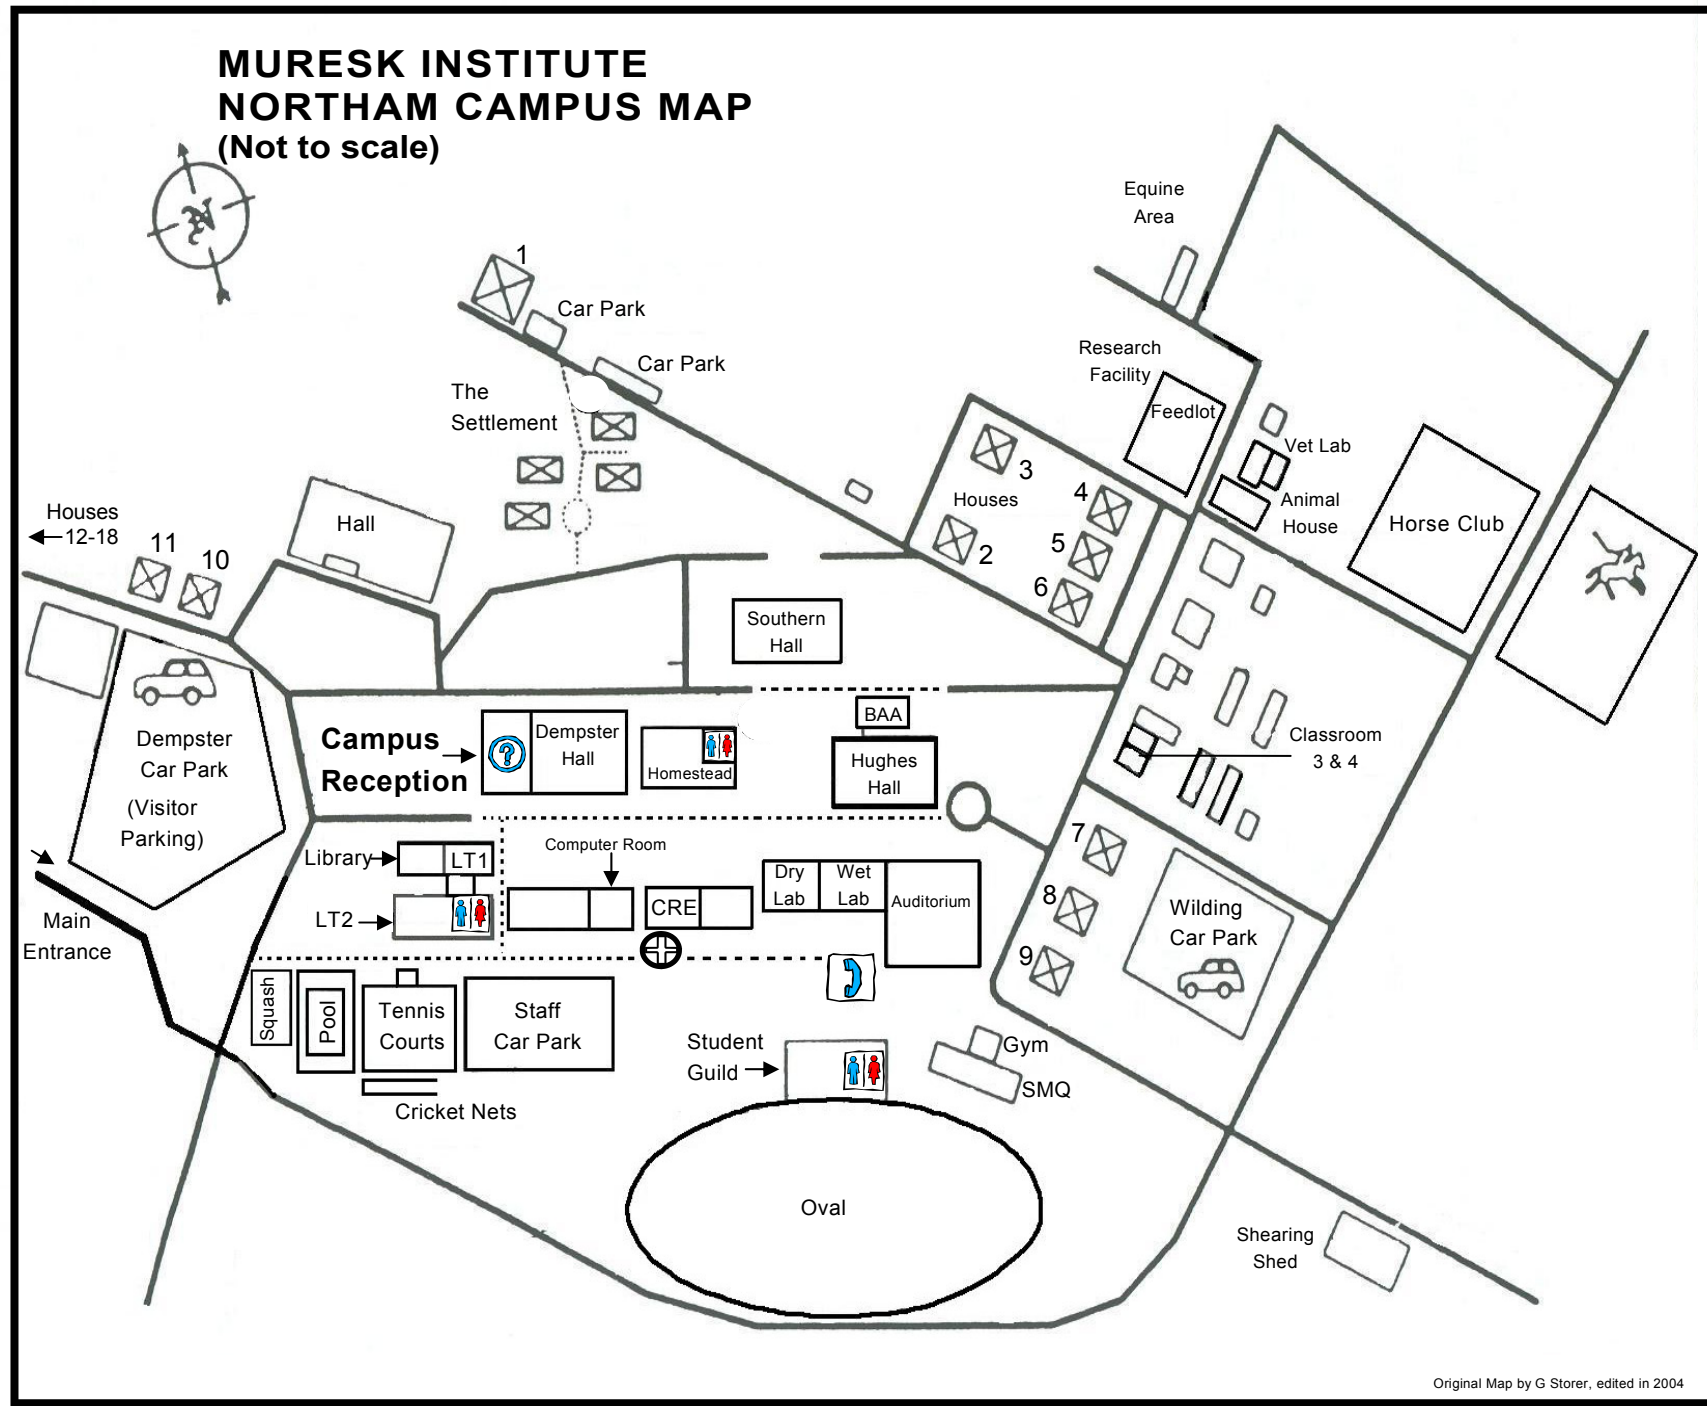 MURESK INSTITUTE
NORTHAM CAMPUS MAP
(Not to scale)
N
Equine
Area
1
Car Park
Car Park
The
Settlement
Research
Facility
Feedlot
Vet Lab
Animal
House
Horse Club
3
Houses
4
2
5
6
Houses
12-18
11
10
Hall
Southern
Hall
Dempster
Car Park
(Visitor
Parking)
Campus
Reception
?
Dempster
Hall
Homestead
BAA
Hughes
Hall
Classroom
3 & 4
Library
LT1
LT2
Computer Room
CRE
Dry
Lab
Wet
Lab
Auditorium
7
8
9
Wilding
Car Park
Main
Entrance
Squash
Pool
Tennis
Courts
Staff
Car Park
Cricket Nets
Student
Guild
Gym
SMQ
Oval
Shearing
Shed
Original Map by G Storer, edited in 2004